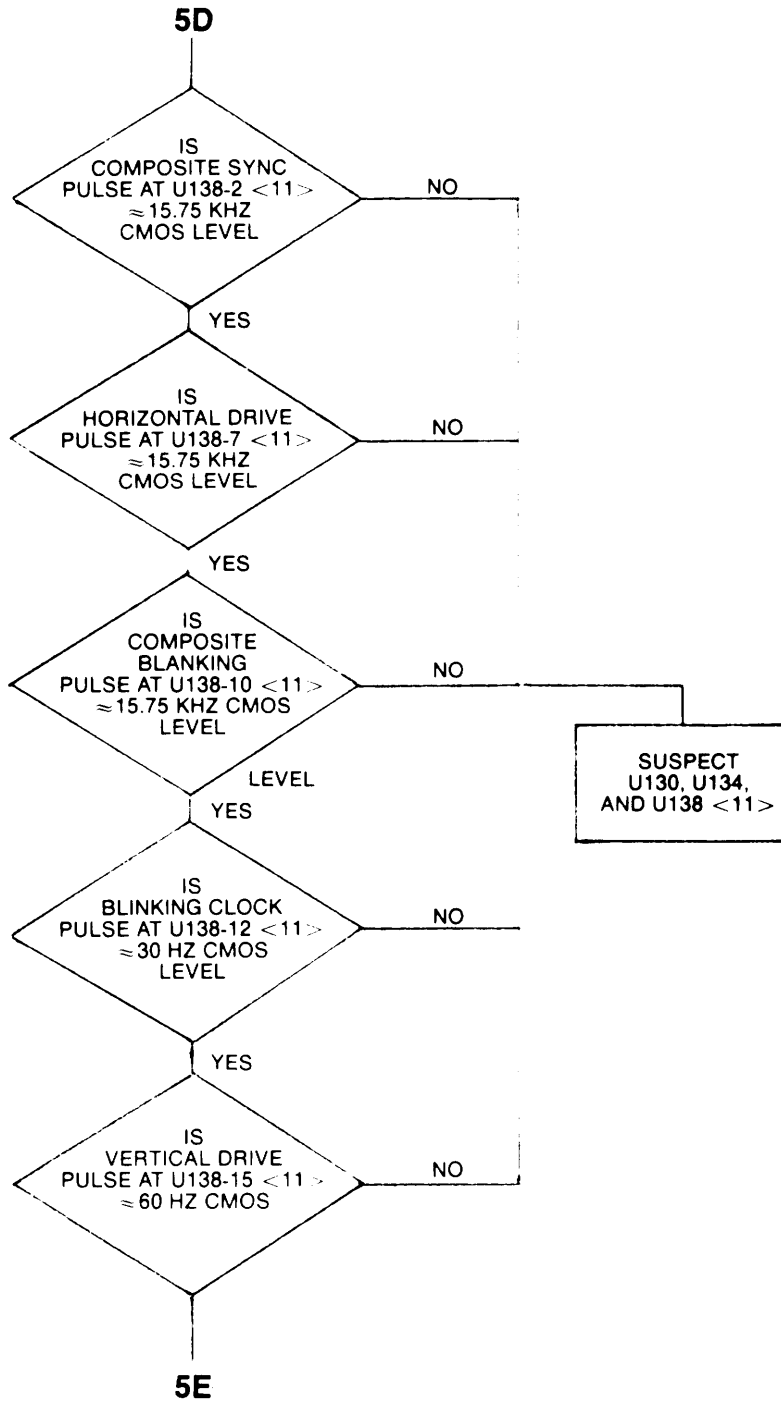 5D
IS
COMPOSITE SYNC
PULSE AT U138-2 <11>
≈15.75 KHZ
CMOS LEVEL
NO
YES
IS
HORIZONTAL DRIVE
PULSE AT U138-7 <11>
≈15.75 KHZ
CMOS LEVEL
NO
YES
IS
COMPOSITE
BLANKING
PULSE AT U138-10 <11>
≈15.75 KHZ CMOS
LEVEL
NO
SUSPECT
U130, U134,
AND U138 <11>
LEVEL
YES
IS
BLINKING CLOCK
PULSE AT U138-12 <11>
≈30 HZ CMOS
LEVEL
NO
YES
IS
VERTICAL DRIVE
PULSE AT U138-15 <11>
≈60 HZ CMOS
NO
5E